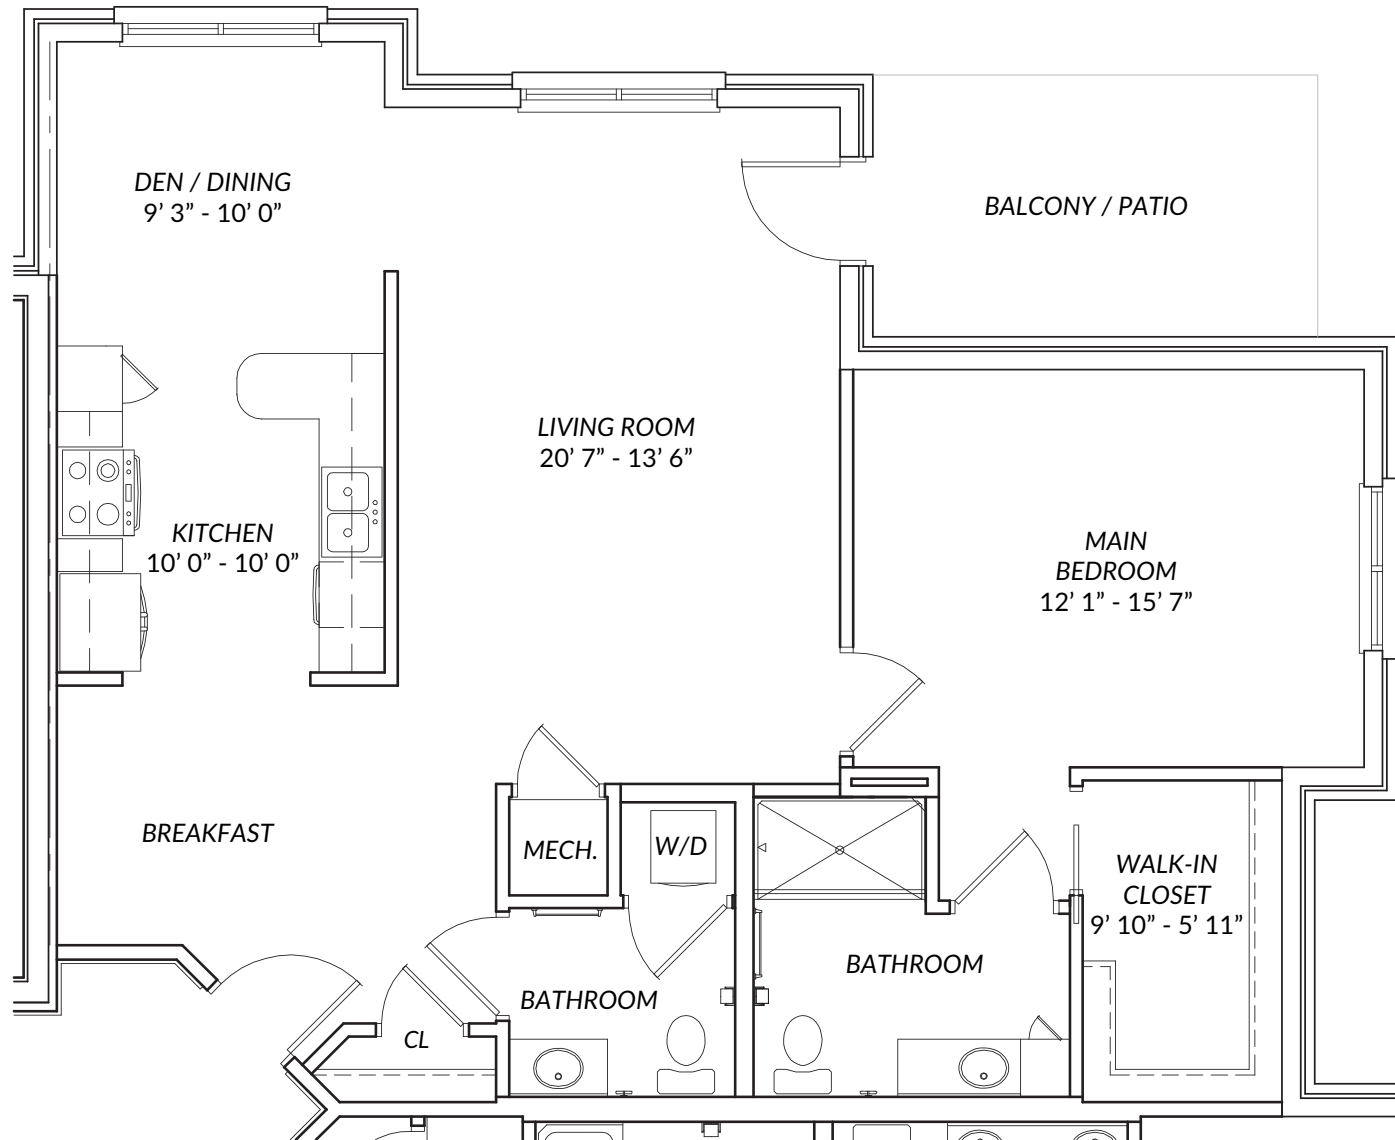 DEN / DINING
9’ 3” - 10’ 0”
BALCONY / PATIO
LIVING ROOM
20’ 7” - 13’ 6”
KITCHEN
10’ 0” - 10’ 0”
MAIN
BEDROOM
12’ 1” - 15’ 7”
BREAKFAST
MECH.
W/D
WALK-IN
CLOSET
9’ 10” - 5’ 11”
BATHROOM
BATHROOM
CL